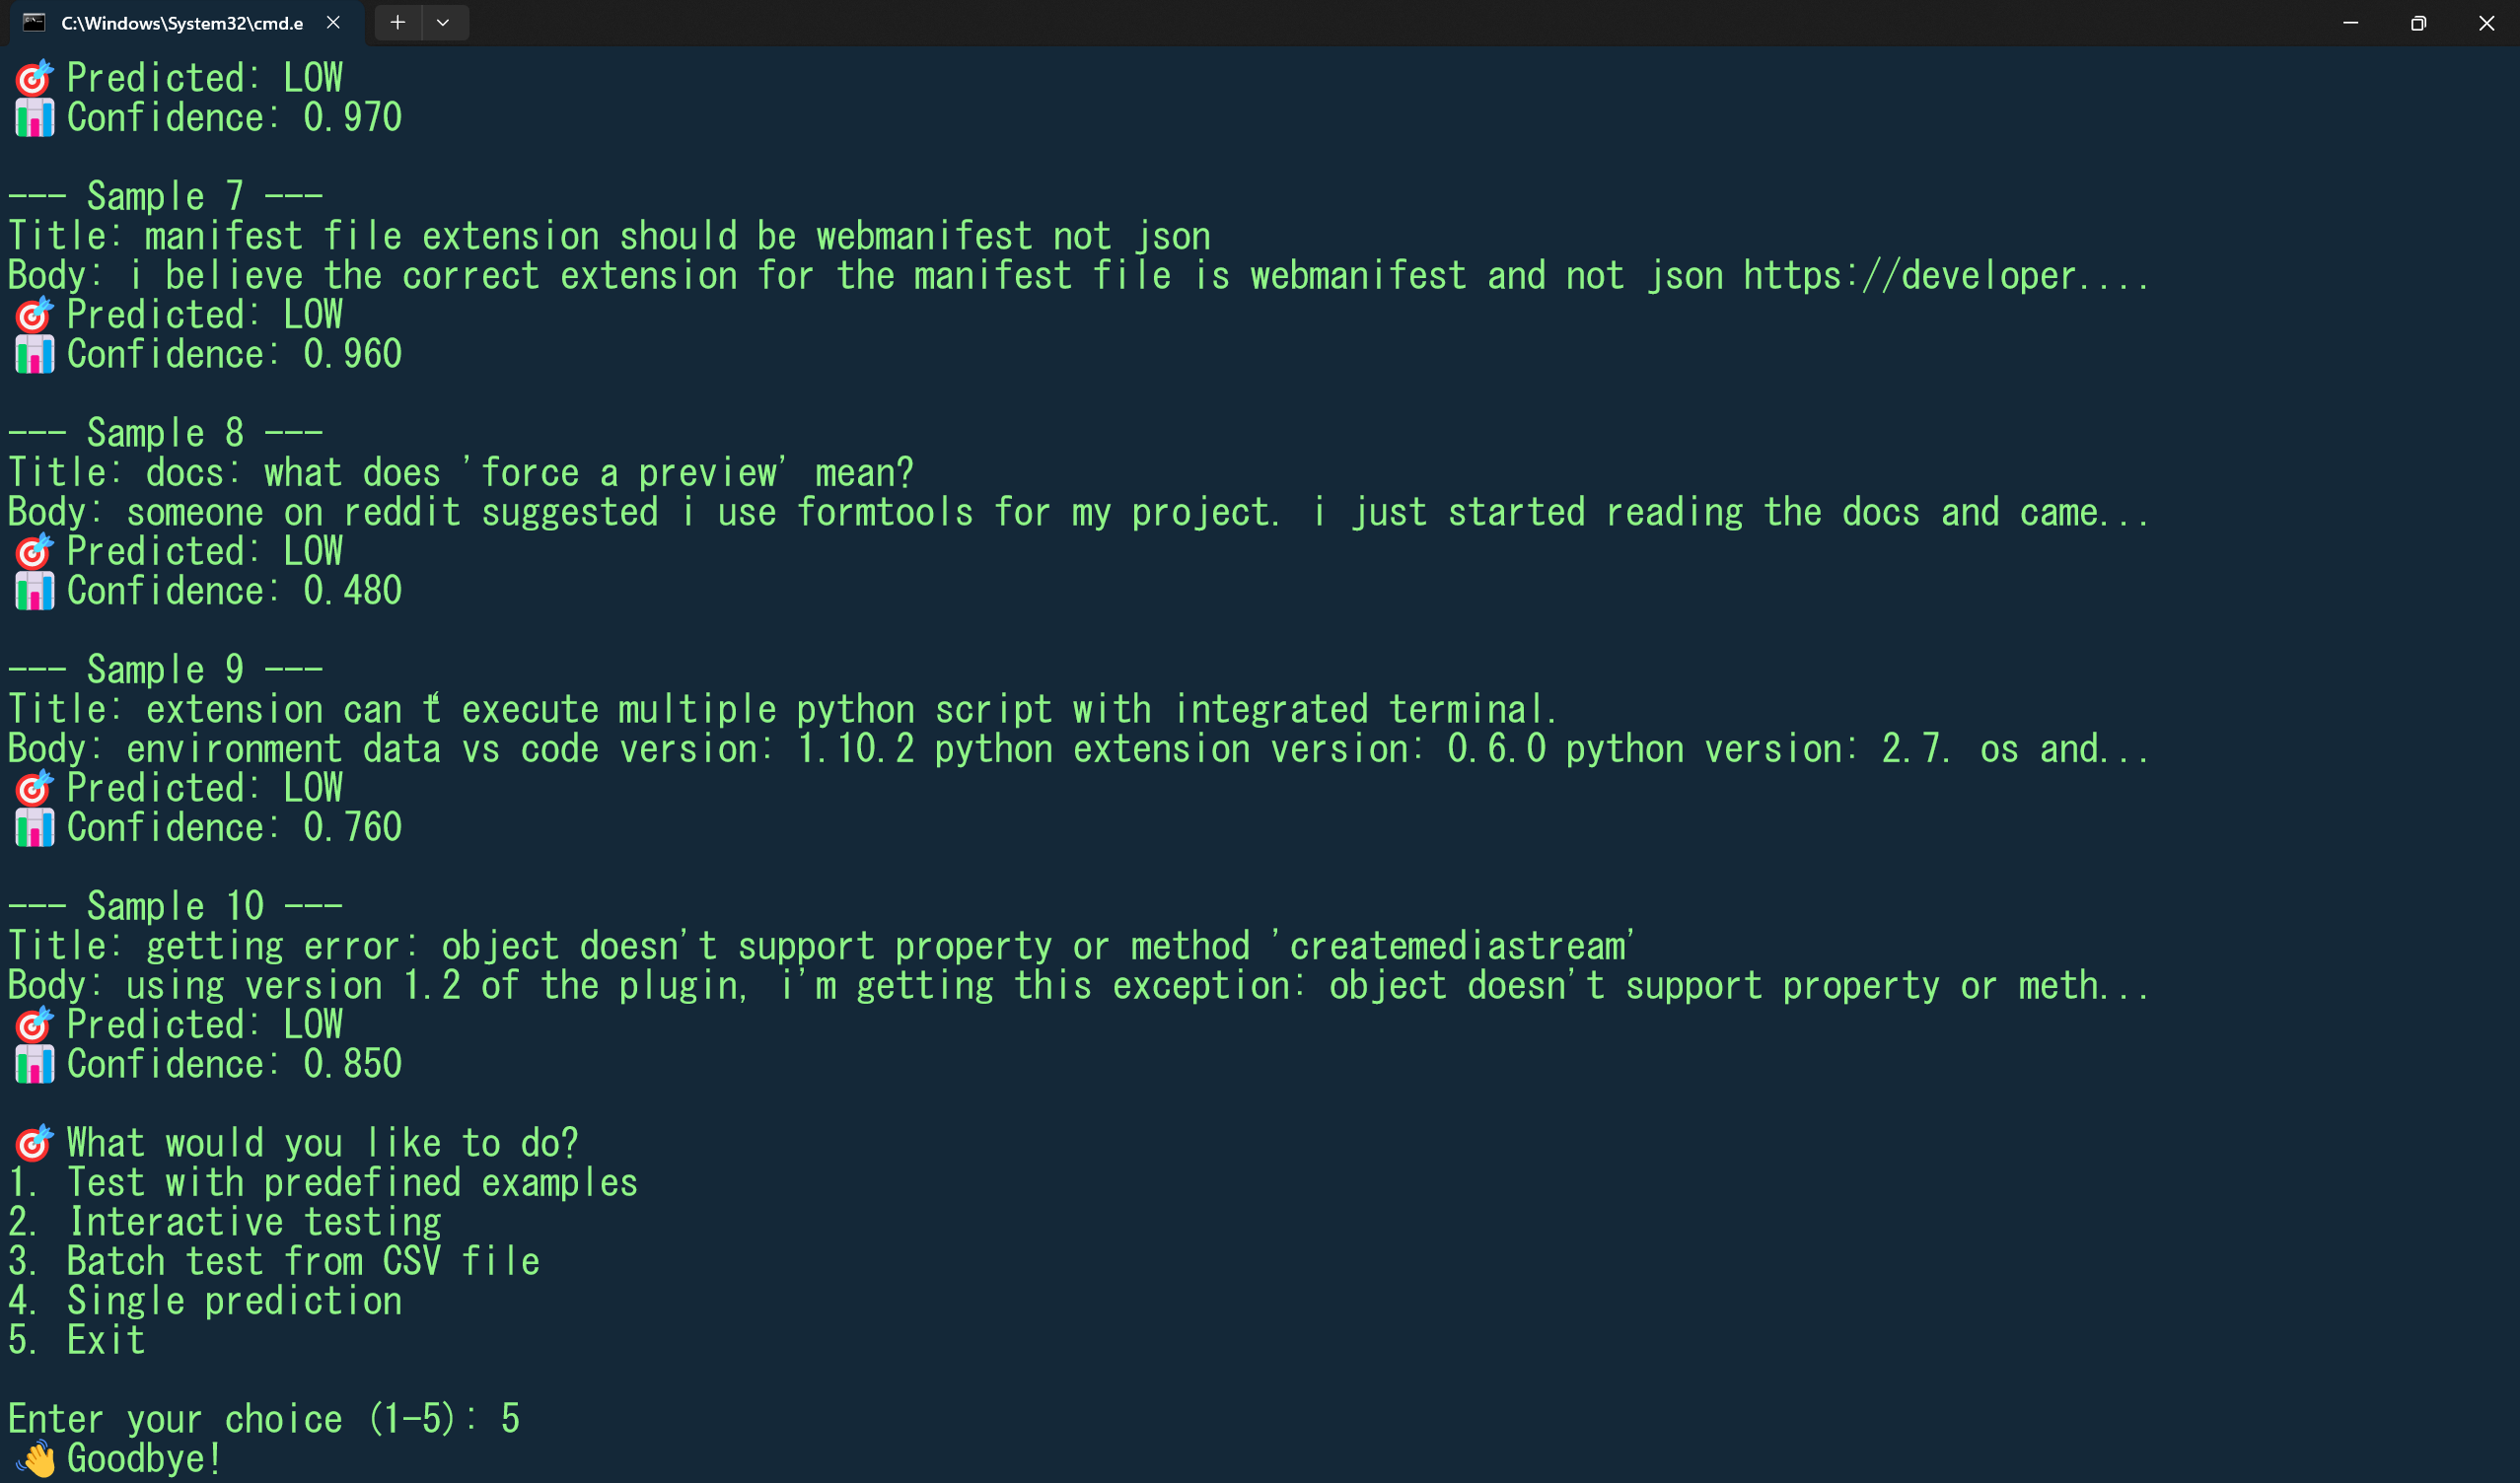 C:\Windows\System32\cmd.e
🎯 Predicted: LOW
📊 Confidence: 0.970
--- Sample 7 ---
Title: manifest file extension should be webmanifest not json
Body: i believe the correct extension for the manifest file is webmanifest and not json https://developer....
🎯 Predicted: LOW
📊 Confidence: 0.960
--- Sample 8 ---
Title: docs: what does 'force a preview' mean?
Body: someone on reddit suggested i use formtools for my project. i just started reading the docs and came...
🎯 Predicted: LOW
📊 Confidence: 0.480
--- Sample 9 ---
Title: extension can t́ execute multiple python script with integrated terminal.
Body: environment data vs code version: 1.10.2 python extension version: 0.6.0 python version: 2.7. os and...
🎯 Predicted: LOW
📊 Confidence: 0.760
--- Sample 10 ---
Title: getting error: object doesn't support property or method 'createmediastream'
Body: using version 1.2 of the plugin, i'm getting this exception: object doesn't support property or meth...
🎯 Predicted: LOW
📊 Confidence: 0.850
🎯 What would you like to do?
1. Test with predefined examples
2. Interactive testing
3. Batch test from CSV file
4. Single prediction
5. Exit
Enter your choice (1-5): 5
👋 Goodbye!